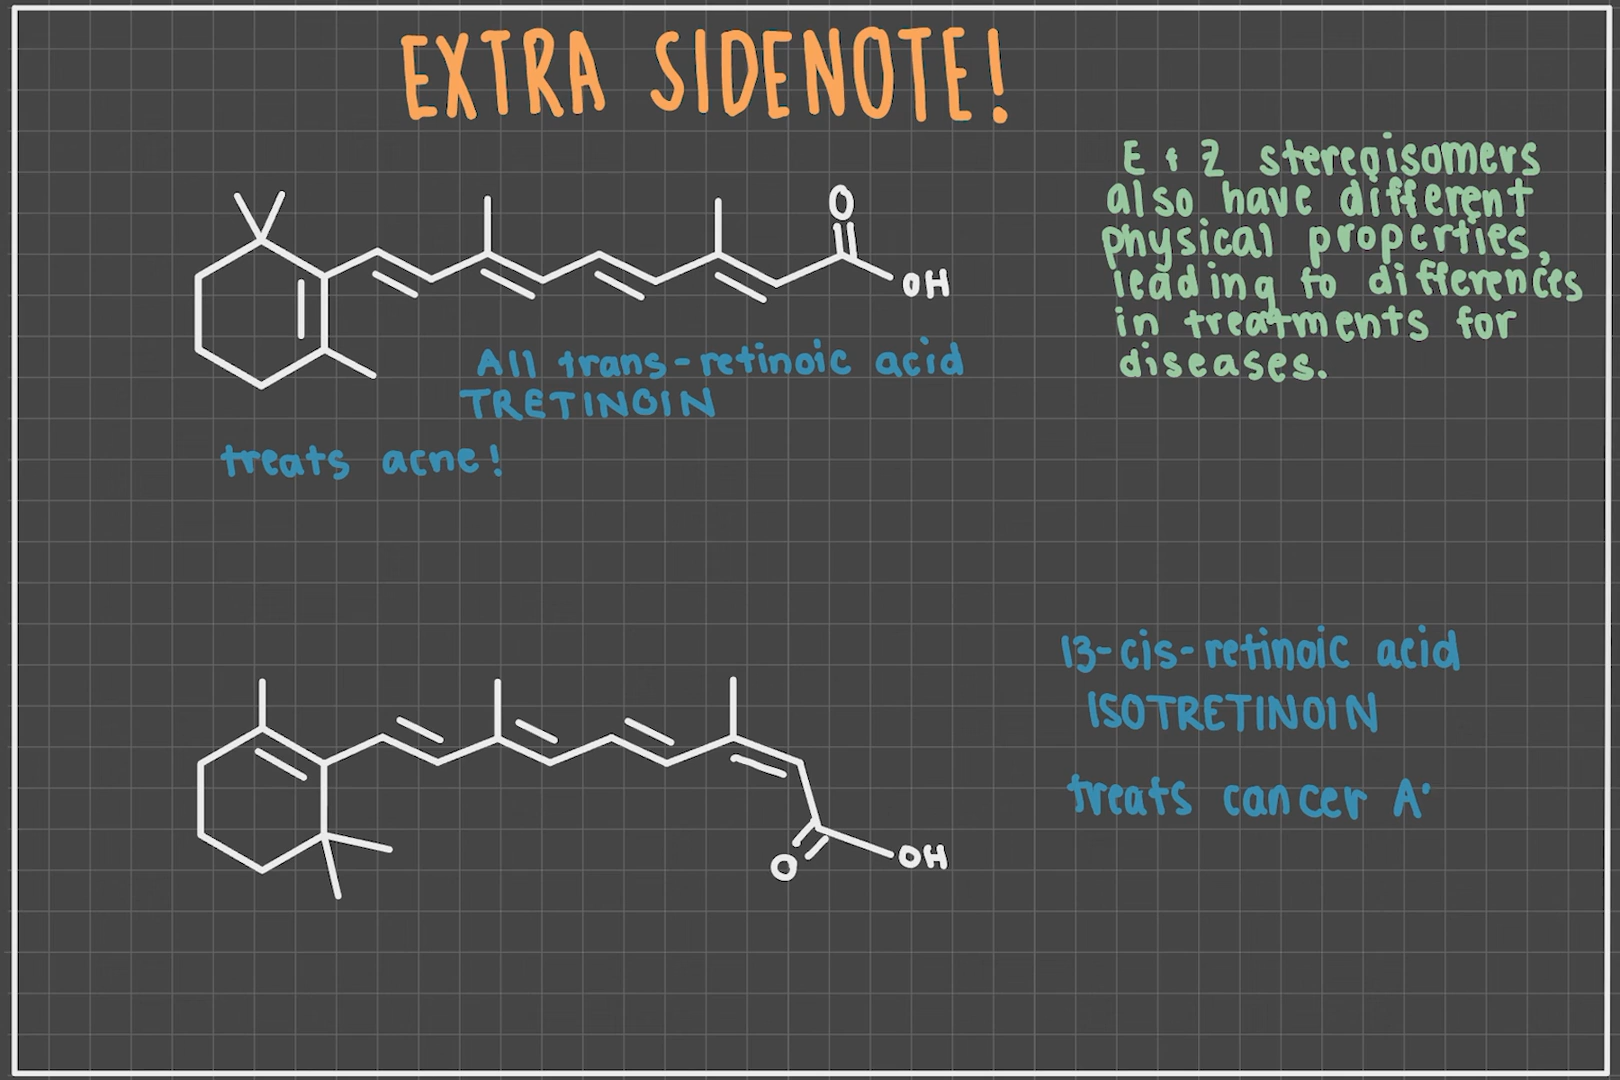 EXTRA SIDENOTE!
E & Z stereoisomers
also have different
physical properties,
leading to differences
in treatments for
diseases.
O
OH
All trans-retinoic acid
TRETINOIN
treats acne!
13-cis-retinoic acid
ISOTRETINOIN
treats cancer A
O
OH